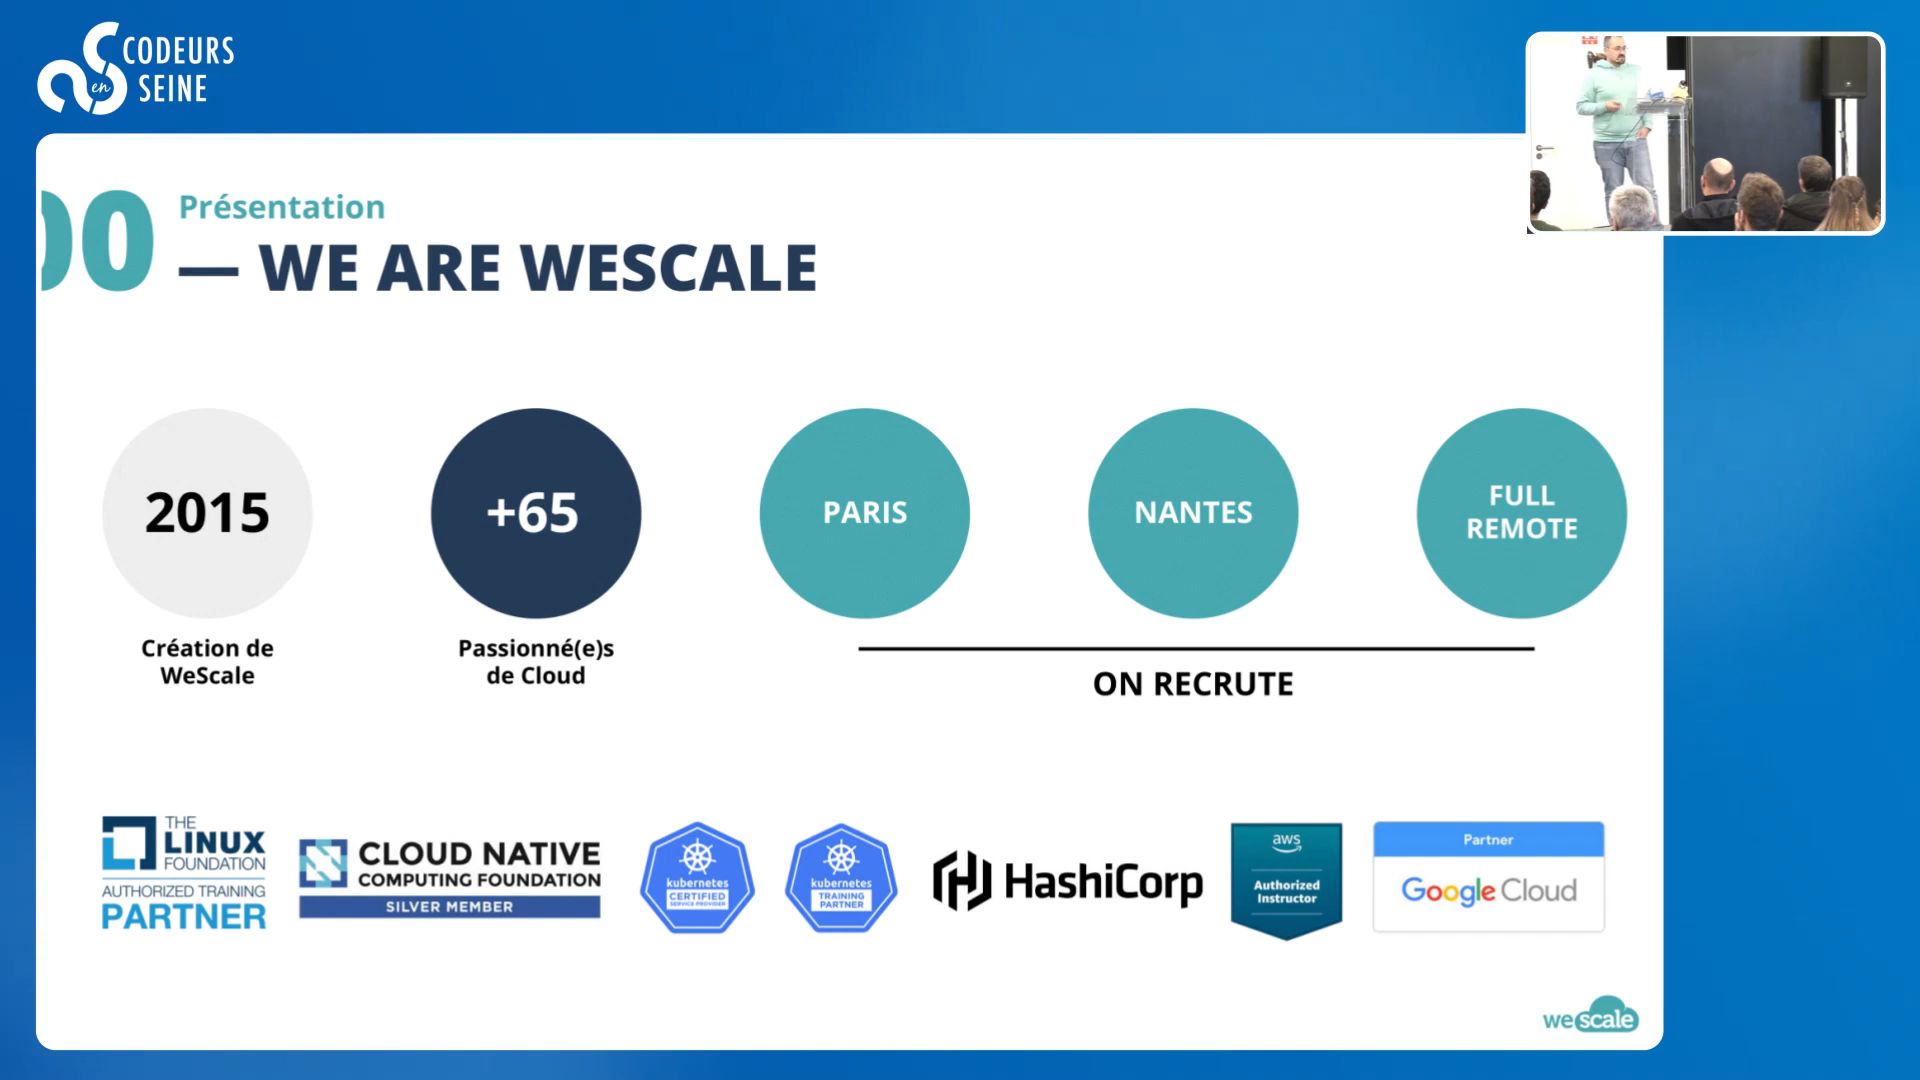 CODEURS
en
SEINE
00
Présentation
— WE ARE WESCALE
2015
Création de
WeScale
+65
Passionné(e)s
de Cloud
PARIS
NANTES
FULL
REMOTE
ON RECRUTE
THE
LINUX
FOUNDATION
AUTHORIZED TRAINING
PARTNER
CLOUD NATIVE
COMPUTING FOUNDATION
SILVER MEMBER
kubernetes
CERTIFIED
SERVICE PROVIDER
kubernetes
TRAINING
PARTNER
HashiCorp
aws
Authorized
Instructor
Partner
Google Cloud
wescale